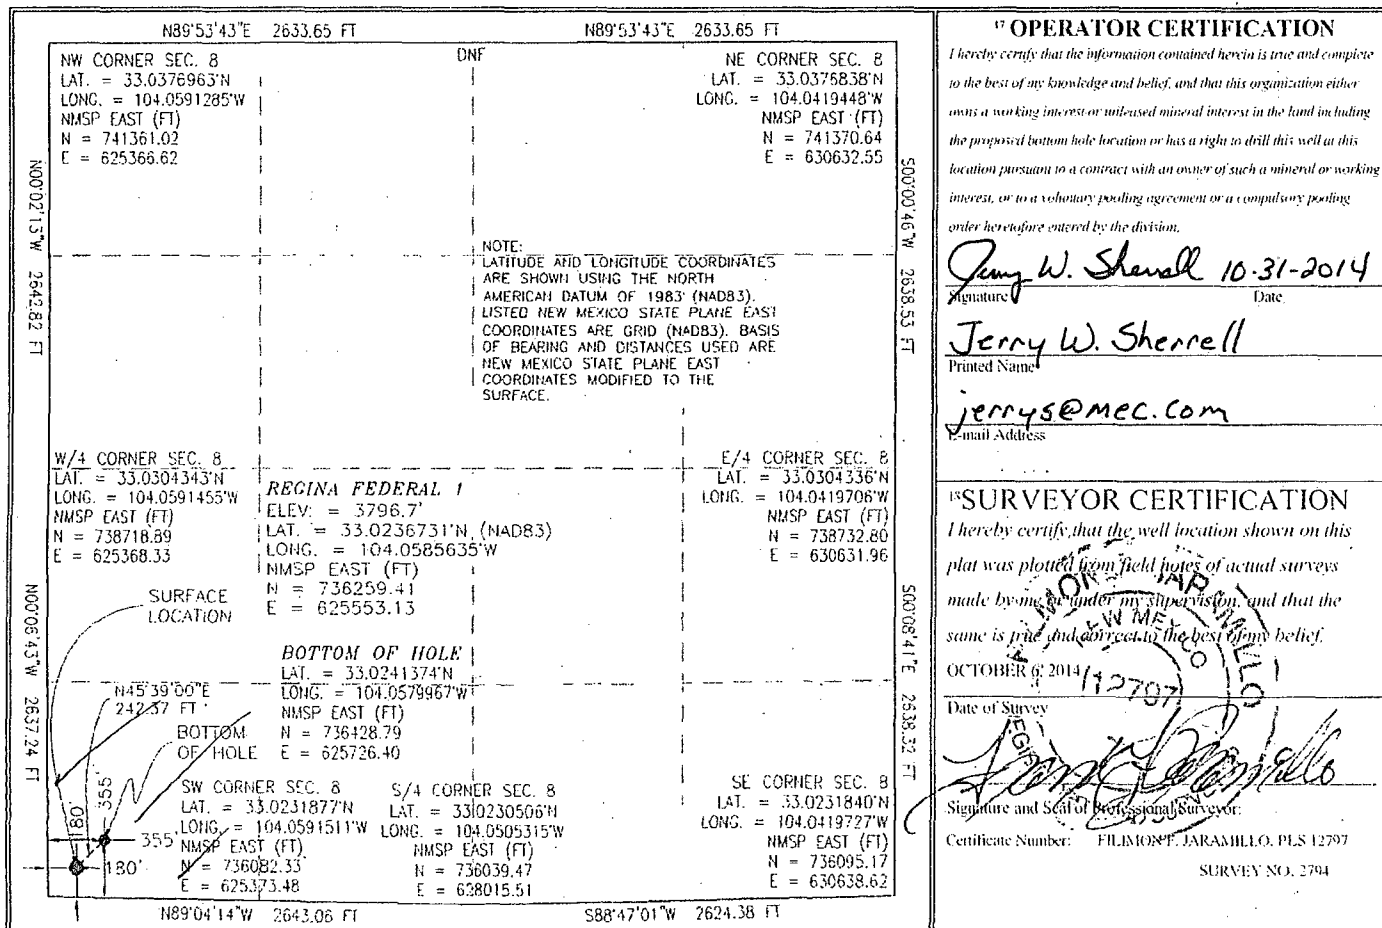 N89°53'43"E 2633.65 FT
N89°53'43"E 2633.65 FT
NW CORNER SEC. 8
LAT. = 33.0376963'N
LONG. = 104.0591285'W
NMSP EAST (FT)
N = 741361.02
E = 625366.62
DNF
NE CORNER SEC. 8
LAT. = 33.0376838'N
LONG. = 104.0419448'W
NMSP EAST (FT)
N = 741370.64
E = 630632.55
N00°02'13"W 2642.82 FT
S00°00'46"W 2638.53 FT
NOTE:
LATITUDE AND LONGITUDE COORDINATES
ARE SHOWN USING THE NORTH
AMERICAN DATUM OF 1983 (NAD83).
LISTED NEW MEXICO STATE PLANE EAST
COORDINATES ARE GRID (NAD83). BASIS
OF BEARING AND DISTANCES USED ARE
NEW MEXICO STATE PLANE EAST
COORDINATES MODIFIED TO THE
SURFACE.
W/4 CORNER SEC. 8
LAT. = 33.0304343'N
LONG. = 104.0591455'W
NMSP EAST (FT)
N = 738718.89
E = 625368.33
REGINA FEDERAL 1
ELEV: = 3796.7'
LAT. = 33.0236731'N (NAD83)
LONG. = 104.0585635'W
NMSP EAST (FT)
N = 736259.41
E = 625553.13
E/4 CORNER SEC. 8
LAT. = 33.0304336'N
LONG. = 104.0419706'W
NMSP EAST (FT)
N = 738732.80
E = 630631.96
SURFACE
LOCATION
N00°06'43"W 2637.24 FT
S00°08'41"E 2638.32 FT
BOTTOM OF HOLE
LAT. = 33.0241374'N
LONG. = 104.0579967'W
NMSP EAST (FT)
N = 736428.79
E = 625726.40
N45°39'00"E
242.37 FT
BOTTOM
OF HOLE
355'
180
355'
180'
SW CORNER SEC. 8
LAT. = 33.0231877'N
LONG. = 104.0591511'W
NMSP EAST (FT)
N = 736082.33
E = 625373.48
S/4 CORNER SEC. 8
LAT. = 33.0230506'N
LONG. = 104.0505315'W
NMSP EAST (FT)
N = 736039.47
E = 628015.51
SE CORNER SEC. 8
LAT. = 33.0231840'N
LONG. = 104.0419727'W
NMSP EAST (FT)
N = 736095.17
E = 630638.62
N89°04'14"W 2643.06 FT
S88°47'01"W 2624.38 FT
17 OPERATOR CERTIFICATION
I hereby certify that the information contained herein is true and complete
to the best of my knowledge and belief, and that this organization either
owns a working interest or unleased mineral interest in the land including
the proposed bottom hole location or has a right to drill this well at this
location pursuant to a contract with an owner of such a mineral or working
interest, or to a voluntary pooling agreement or a compulsory pooling
order heretofore entered by the division.
Jerry W. Sherrell 10-31-2014
Signature Date
Jerry W. Sherrell
Printed Name
jerrys@mec.com
E-mail Address
18 SURVEYOR CERTIFICATION
I hereby certify that the well location shown on this
plat was plotted from field notes of actual surveys
made by me or under my supervision, and that the
same is true and correct to the best of my belief.
OCTOBER 6, 2014
Date of Survey
NEW MEXICO
12797
Signature and Seal of Professional Surveyor:
Certificate Number: FILIMON F. JARAMILLO, PLS 12797
SURVEY NO. 2794